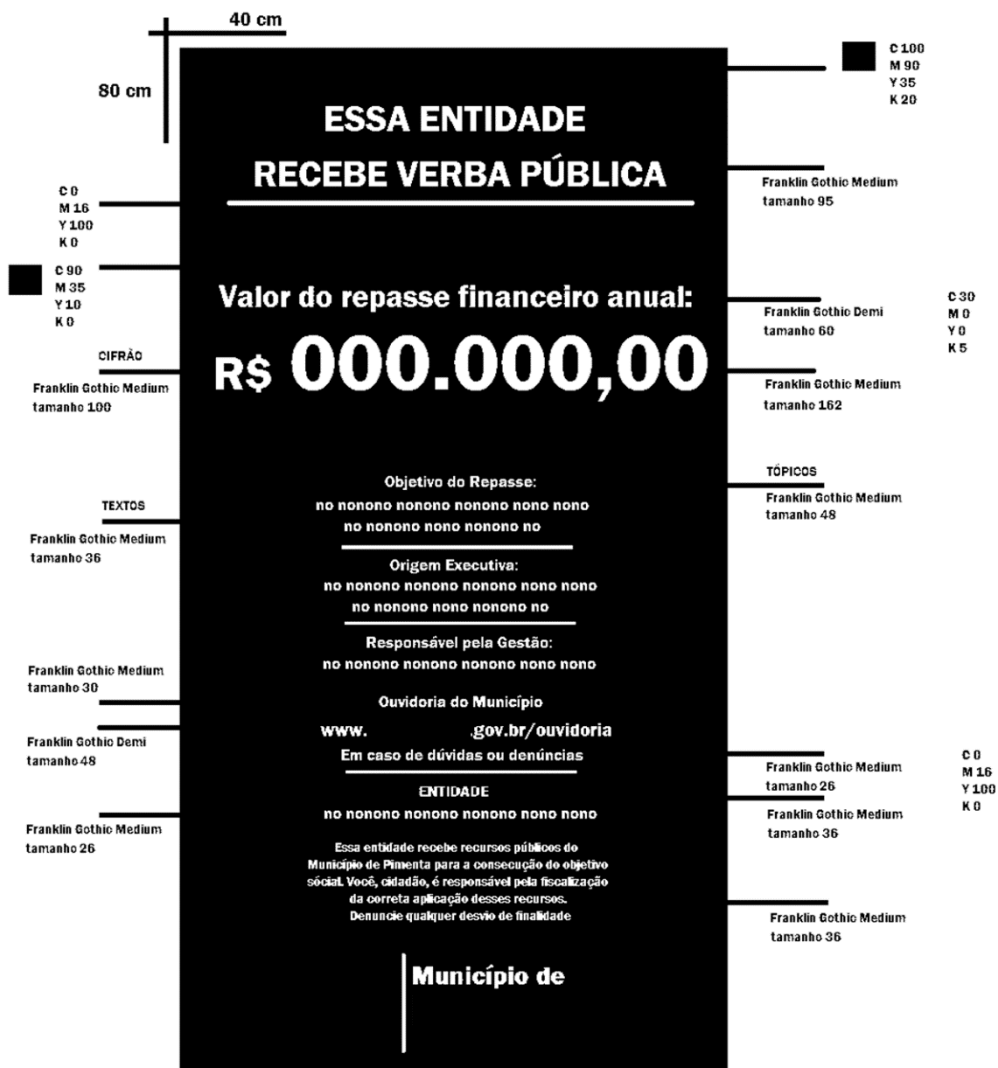 40 cm
80 cm
C 100
M 90
Y 35
K 20
ESSA ENTIDADE
RECEBE VERBA PÚBLICA
Franklin Gothic Medium
tamanho 95
C 0
M 16
Y 100
K 0
C 90
M 35
Y 10
K 0
Valor do repasse financeiro anual:
Franklin Gothic Demi
tamanho 60
C 30
M 0
Y 0
K 5
CIFRÃO
Franklin Gothic Medium
tamanho 100
R$ 000.000,00
Franklin Gothic Medium
tamanho 162
TÓPICOS
Franklin Gothic Medium
tamanho 48
TEXTOS
Franklin Gothic Medium
tamanho 36
Objetivo do Repasse:
no nonono nonono nonono nono nono
no nonono nono nonono no
Origem Executiva:
no nonono nonono nonono nono nono
no nonono nono nonono no
Responsável pela Gestão:
no nonono nonono nonono nono nono
Franklin Gothic Medium
tamanho 30
Ouvidoria do Município
www. .gov.br/ouvidoria
Franklin Gothic Demi
tamanho 48
Em caso de dúvidas ou denúncias
Franklin Gothic Medium
tamanho 26
C 0
M 16
Y 100
K 0
ENTIDADE
no nonono nonono nonono nono nono
Franklin Gothic Medium
tamanho 36
Franklin Gothic Medium
tamanho 26
Essa entidade recebe recursos públicos do
Município de Pimenta para a consecução do objetivo
sócial. Você, cidadão, é responsável pela fiscalização
da correta aplicação desses recursos.
Denuncie qualquer desvio de finalidade
Franklin Gothic Medium
tamanho 36
Município de